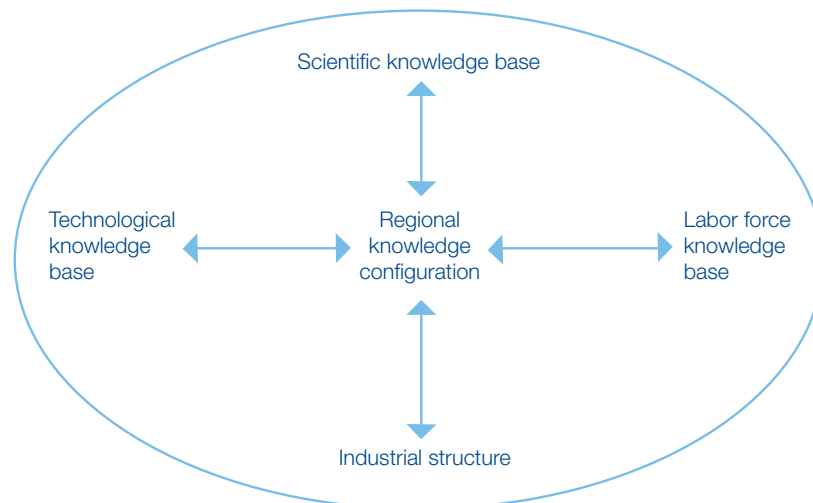 Scientific knowledge base
Technological
knowledge
base
Regional
knowledge
configuration
Labor force
knowledge
base
Industrial structure